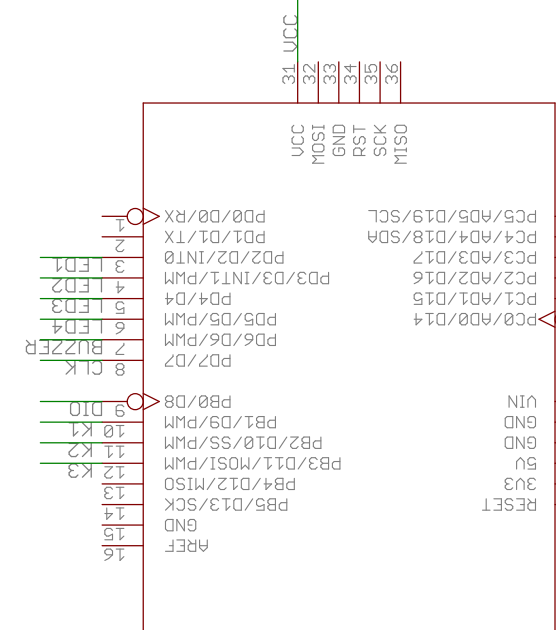 VCC
31
32
33
34
35
36
VCC
MOSI
GND
RST
SCK
MISO
PD0/D0/RX
PC5/AD5/D19/SCL
1
PD1/D1/TX
PC4/AD4/D18/SDA
2
PD2/D2/INT0
PC3/AD3/D17
LED1
3
PD3/D3/INT1/PWM
PC2/AD2/D16
LED2
4
PD4/D4
PC1/AD1/D15
LED3
5
PD5/D5/PWM
PC0/AD0/D14
LED4
6
PD6/D6/PWM
BUZZER
7
PD7/D7
CLK
8
PB0/D8
VIN
DIO
9
PB1/D9/PWM
GND
K1
10
PB2/D10/SS/PWM
GND
K2
11
PB3/D11/MOSI/PWM
5V
K3
12
PB4/D12/MISO
3V3
13
PB5/D13/SCK
RESET
14
GND
15
AREF
16